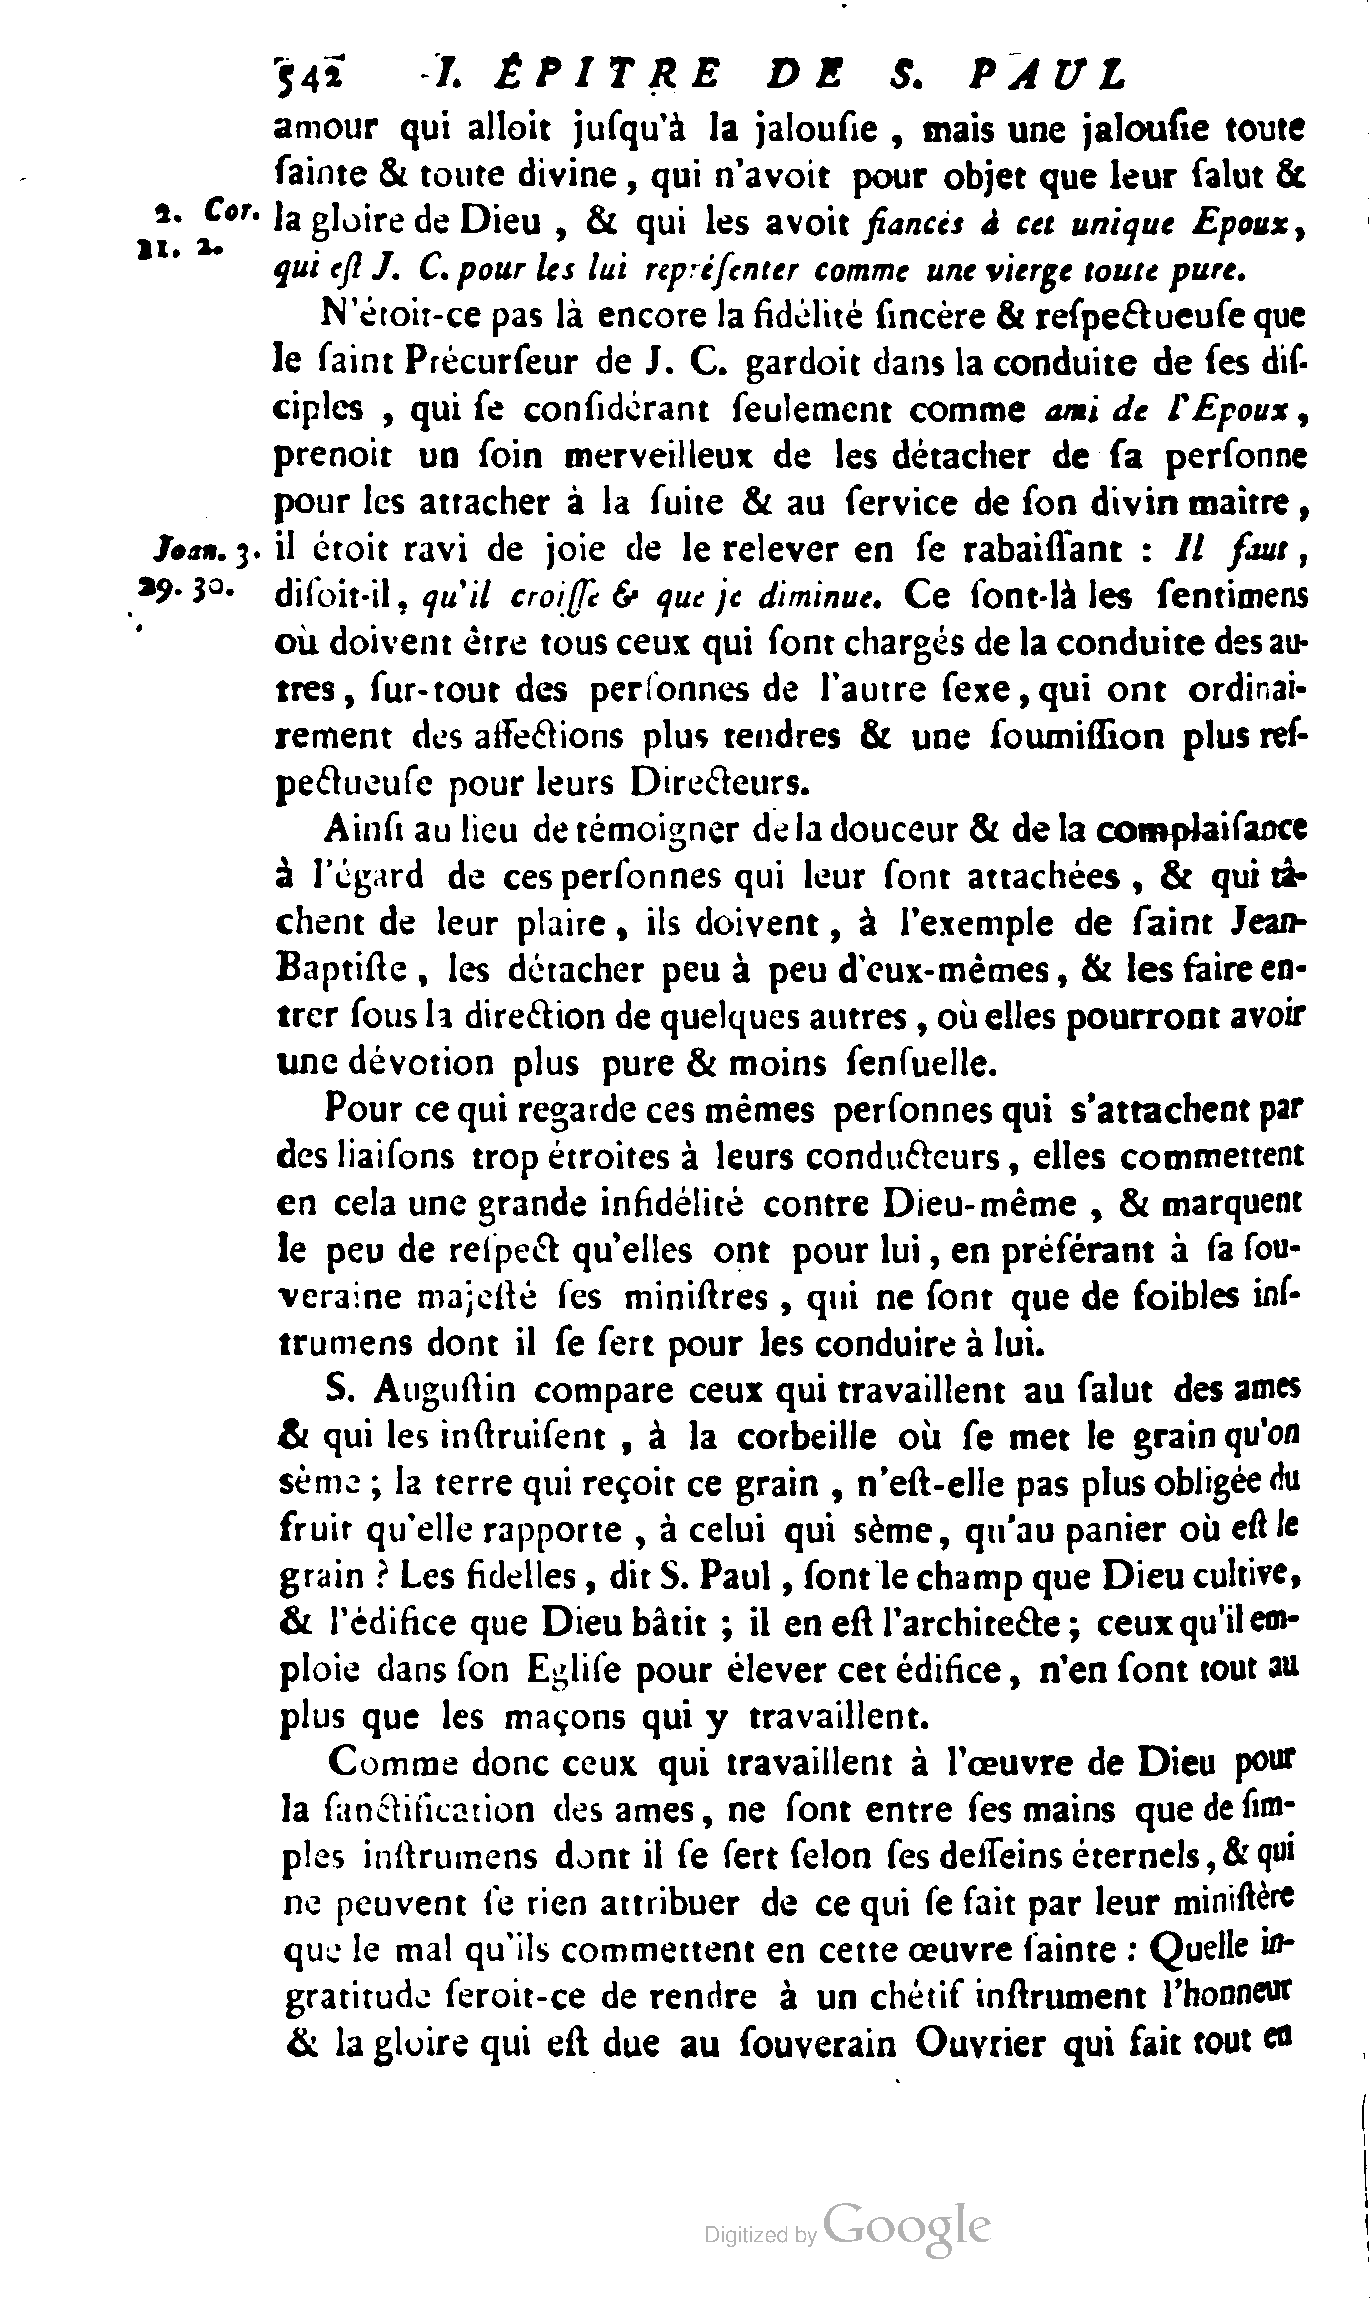 542 I. ÉPITRE DE S. PAUL
amour qui alloit juſqu'à la jalouſie , mais une jalouſie toute
ſainte & toute divine , qui n'avoit pour objet que leur ſalut &
2. Cor. la gloire de Dieu , & qui les avoit fiancés à cet unique Epoux ,
11. 2.
qui eſt J. C. pour les lui repréſenter comme une vierge toute pure.
N'étoit-ce pas là encore la fidélité ſincère & reſpectueuſe que
le ſaint Précurſeur de J. C. gardoit dans la conduite de ſes diſ-
ciples , qui ſe conſidérant ſeulement comme ami de l'Epoux ,
prenoit un ſoin merveilleux de les détacher de ſa perſonne
pour les attacher à la ſuite & au ſervice de ſon divin maître ,
Joan. 3. il étoit ravi de joie de le relever en ſe rabaiſſant : Il faut ,
29. 30. diſoit-il , qu'il croiſſe & que je diminue. Ce ſont-là les ſentimens
où doivent être tous ceux qui ſont chargés de la conduite des au-
tres , ſur-tout des perſonnes de l'autre ſexe , qui ont ordinai-
rement des affections plus tendres & une ſoumiſſion plus reſ-
pectueuſe pour leurs Directeurs.
Ainſi au lieu de témoigner de la douceur & de la complaiſance
à l'égard de ces perſonnes qui leur ſont attachées , & qui tâ-
chent de leur plaire , ils doivent , à l'exemple de ſaint Jean-
Baptiſte , les détacher peu à peu d'eux-mêmes , & les faire en-
trer ſous la direction de quelques autres , où elles pourront avoir
une dévotion plus pure & moins ſenſuelle.
Pour ce qui regarde ces mêmes perſonnes qui s'attachent par
des liaiſons trop étroites à leurs conducteurs , elles commettent
en cela une grande infidélité contre Dieu-même , & marquent
le peu de reſpect qu'elles ont pour lui , en préférant à ſa ſou-
veraine majeſté ſes miniſtres , qui ne ſont que de foibles inſ-
trumens dont il ſe ſert pour les conduire à lui.
S. Auguſtin compare ceux qui travaillent au ſalut des ames
& qui les inſtruiſent , à la corbeille où ſe met le grain qu'on
sème ; la terre qui reçoit ce grain , n'eſt-elle pas plus obligée du
fruit qu'elle rapporte , à celui qui sème , qu'au panier où eſt le
grain ? Les fidelles , dit S. Paul , ſont le champ que Dieu cultive ,
& l'édifice que Dieu bâtit ; il en eſt l'architecte ; ceux qu'il em-
ploie dans ſon Egliſe pour élever cet édifice , n'en ſont tout au
plus que les maçons qui y travaillent.
Comme donc ceux qui travaillent à l'œuvre de Dieu pour
la ſanctification des ames , ne ſont entre ſes mains que de ſim-
ples inſtrumens dont il ſe ſert ſelon ſes deſſeins éternels , & qui
ne peuvent ſe rien attribuer de ce qui ſe fait par leur miniſtère
que le mal qu'ils commettent en cette œuvre ſainte : Quelle in-
gratitude ſeroit-ce de rendre à un chétif inſtrument l'honneur
& la gloire qui eſt due au ſouverain Ouvrier qui fait tout en
Digitized by Google